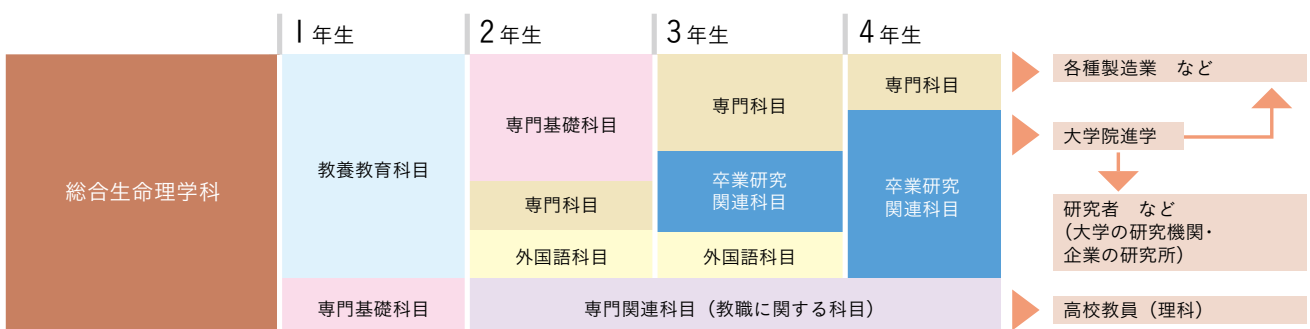 1年生
2年生
3年生
4年生
総合生命理学科
教養教育科目
専門基礎科目
専門基礎科目
専門科目
外国語科目
専門科目
卒業研究
関連科目
外国語科目
専門科目
卒業研究
関連科目
専門関連科目（教職に関する科目）
各種製造業　など
大学院進学
研究者　など
（大学の研究機関・
企業の研究所）
高校教員（理科）